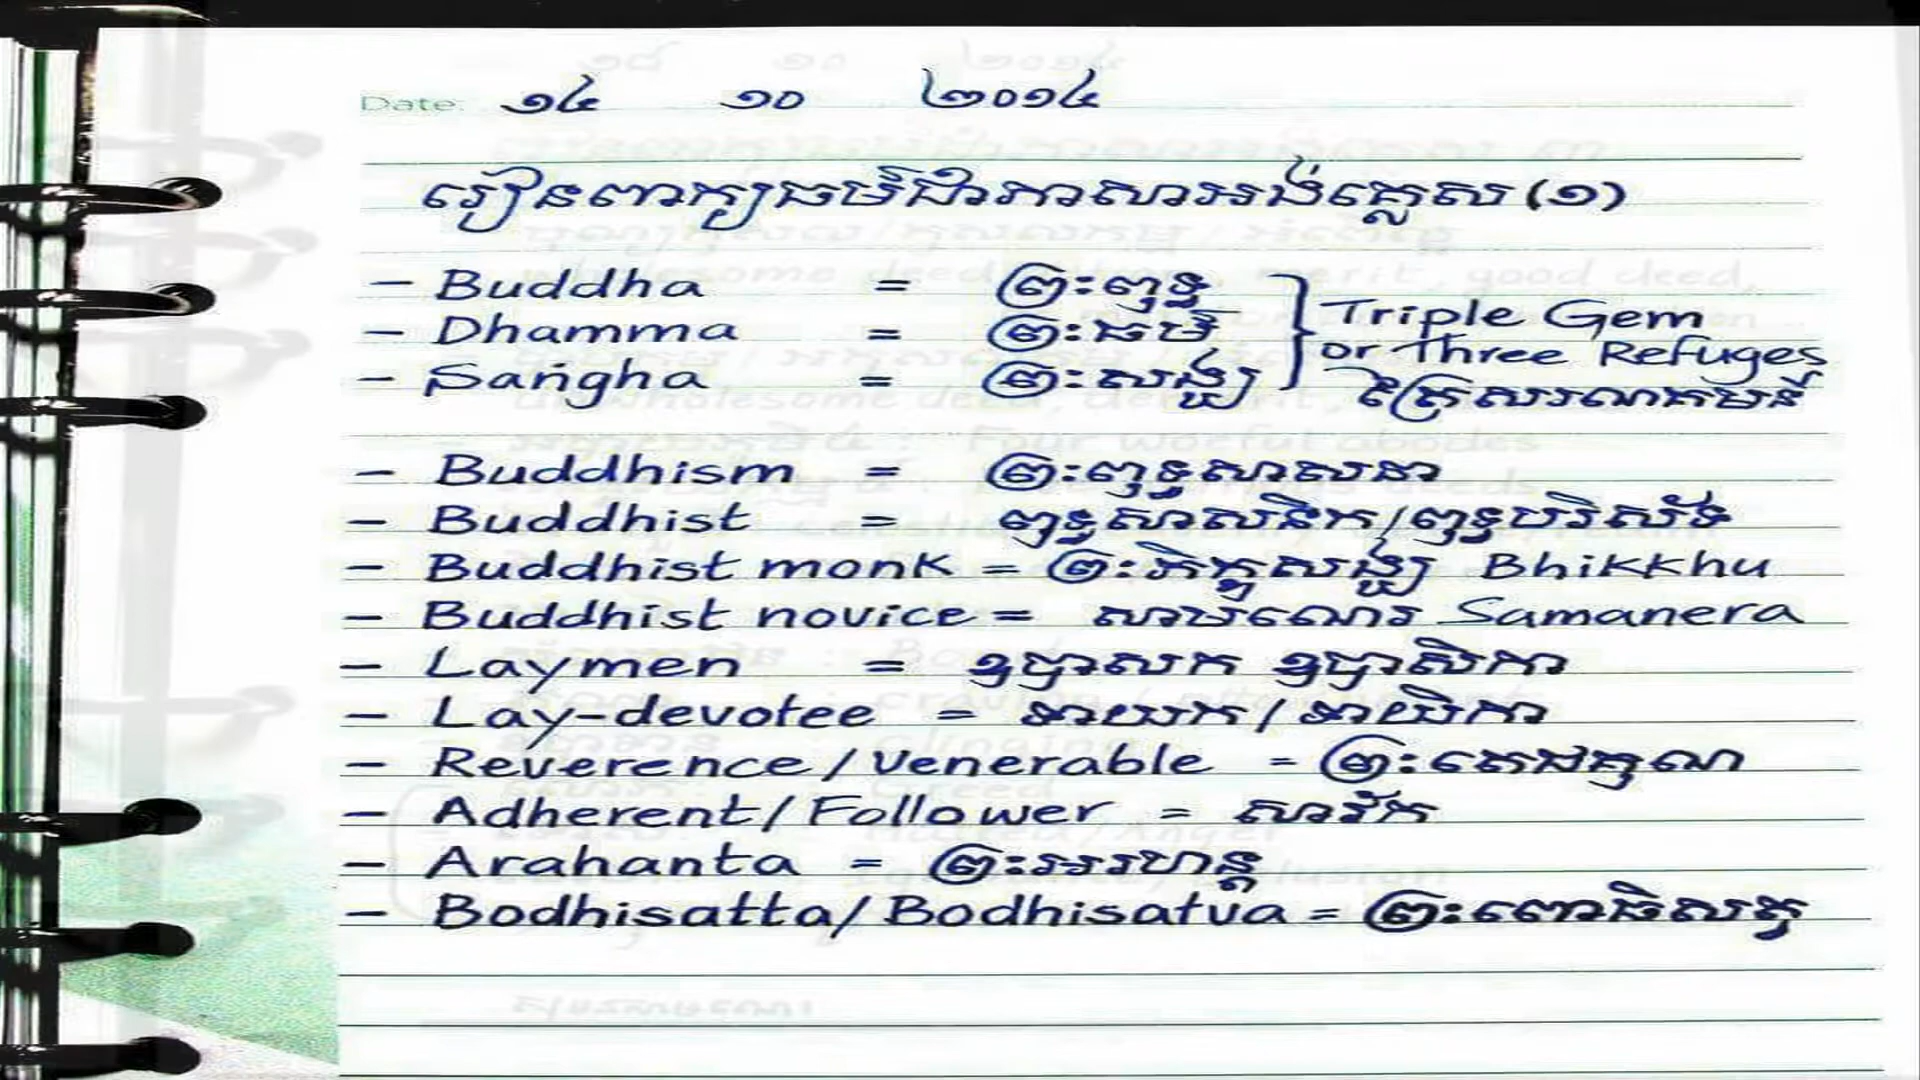 Date: ១៤ ១០ ២០១៤
រៀនពាក្យធម៌ជាភាសាអង់គ្លេស (១)
- Buddha = ព្រះពុទ្ធ
- Dhamma = ព្រះធម៌
- Saṅgha = ព្រះសង្ឃ
Triple Gem
or Three Refuges
ត្រៃសរណគមន៍
- Buddhism = ព្រះពុទ្ធសាសនា
- Buddhist = ពុទ្ធសាសនិក/ពុទ្ធបរិស័ទ
- Buddhist monk = ព្រះភិក្ខុសង្ឃ Bhikkhu
- Buddhist novice = សាមណេរ Samanera
- Laymen = ឧបាសក ឧបាសិកា
- Lay-devotee = ទាយក/ទាយិកា
- Reverence/Venerable = ព្រះតេជគុណ
- Adherent/Follower = សាវ័ក
- Arahanta = ព្រះអរហន្ត
- Bodhisatta/Bodhisatva = ព្រះពោធិសត្វ